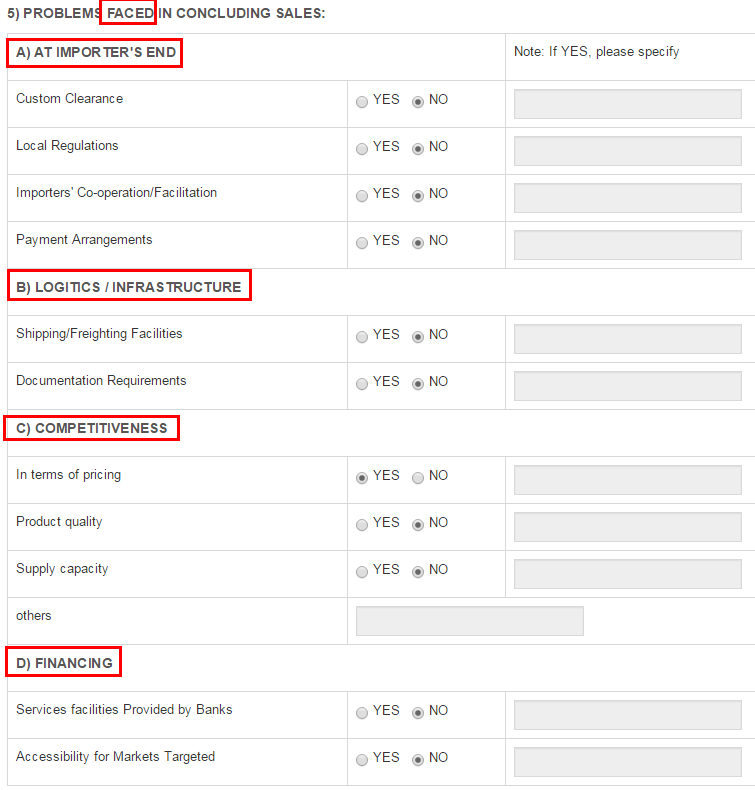 5) PROBLEMS FACED IN CONCLUDING SALES:
A) AT IMPORTER'S END Note: If YES, please specify
Custom Clearance YES NO
Local Regulations YES NO
Importers' Co-operation/Facilitation YES NO
Payment Arrangements YES NO
B) LOGITICS / INFRASTRUCTURE
Shipping/Freighting Facilities YES NO
Documentation Requirements YES NO
C) COMPETITIVENESS
In terms of pricing YES NO
Product quality YES NO
Supply capacity YES NO
others
D) FINANCING
Services facilities Provided by Banks YES NO
Accessibility for Markets Targeted YES NO